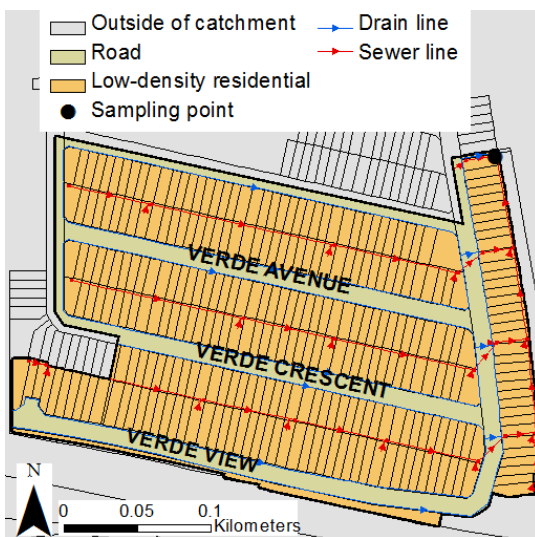 Outside of catchment
Road
Low-density residential
Sampling point
Drain line
Sewer line
VERDE AVENUE
VERDE CRESCENT
VERDE VIEW
N
0 0.05 0.1
Kilometers